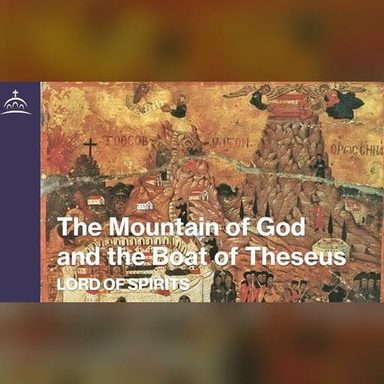 The Mountain of God
and the Boat of Theseus
LORD OF SPIRITS